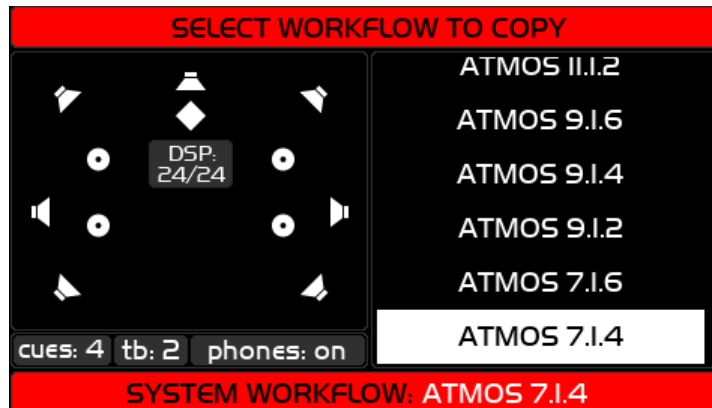 SELECT WORKFLOW TO COPY
DSP:
24/24
cues: 4 tb: 2 phones: on
ATMOS 11.1.2
ATMOS 9.1.6
ATMOS 9.1.4
ATMOS 9.1.2
ATMOS 7.1.6
ATMOS 7.1.4
SYSTEM WORKFLOW: ATMOS 7.1.4